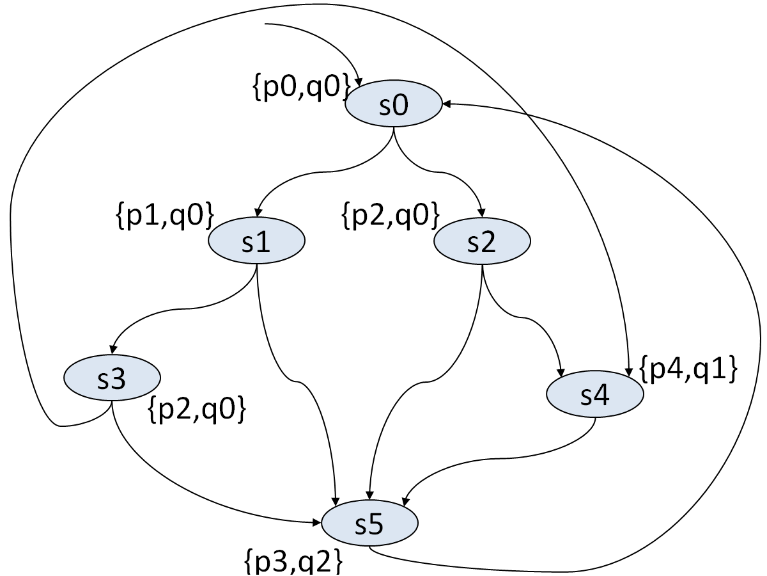 {p0,q0}
s0
{p1,q0}
{p2,q0}
s1
s2
s3
{p4,q1}
s4
{p2,q0}
s5
{p3,q2}